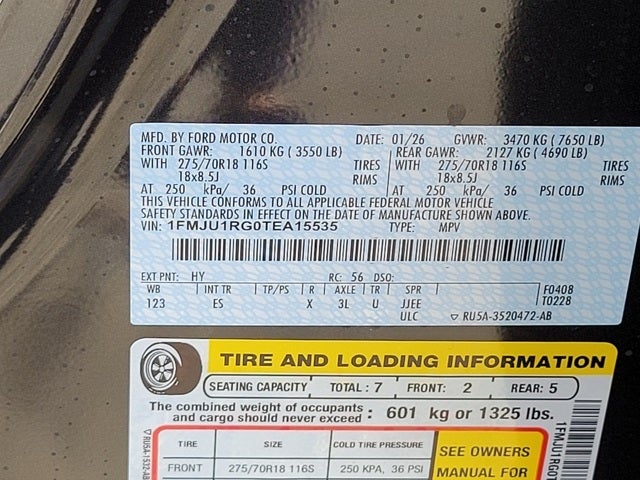 MFD. BY FORD MOTOR CO. DATE: 01/26 GVWR: 3470 KG ( 7650 LB)
FRONT GAWR: 1610 KG ( 3550 LB) REAR GAWR: 2127 KG ( 4690 LB)
WITH 275/70R18 116S TIRES WITH 275/70R18 116S TIRES
18x8.5J RIMS 18x8.5J RIMS
AT 250 kPa/ 36 PSI COLD AT 250 kPa/ 36 PSI COLD
THIS VEHICLE CONFORMS TO ALL APPLICABLE FEDERAL MOTOR VEHICLE
SAFETY STANDARDS IN EFFECT ON THE DATE OF MANUFACTURE SHOWN ABOVE.
VIN: 1FMJU1RG0TEA15535 TYPE: MPV
EXT PNT: HY RC: 56 DSO: F0408
WB INT TR TP/PS R AXLE TR SPR T0228
123 ES X 3L U JJEE
ULC ▽ RU5A-3520472-AB
TIRE AND LOADING INFORMATION
SEATING CAPACITY TOTAL : 7 FRONT: 2 REAR: 5
The combined weight of occupants
and cargo should never exceed : 601 kg or 1325 lbs.
TIRE SIZE COLD TIRE PRESSURE SEE OWNERS
FRONT 275/70R18 116S 250 KPA, 36 PSI MANUAL FOR
▽ RU5A-1532-AB
1FMJU1RG0T